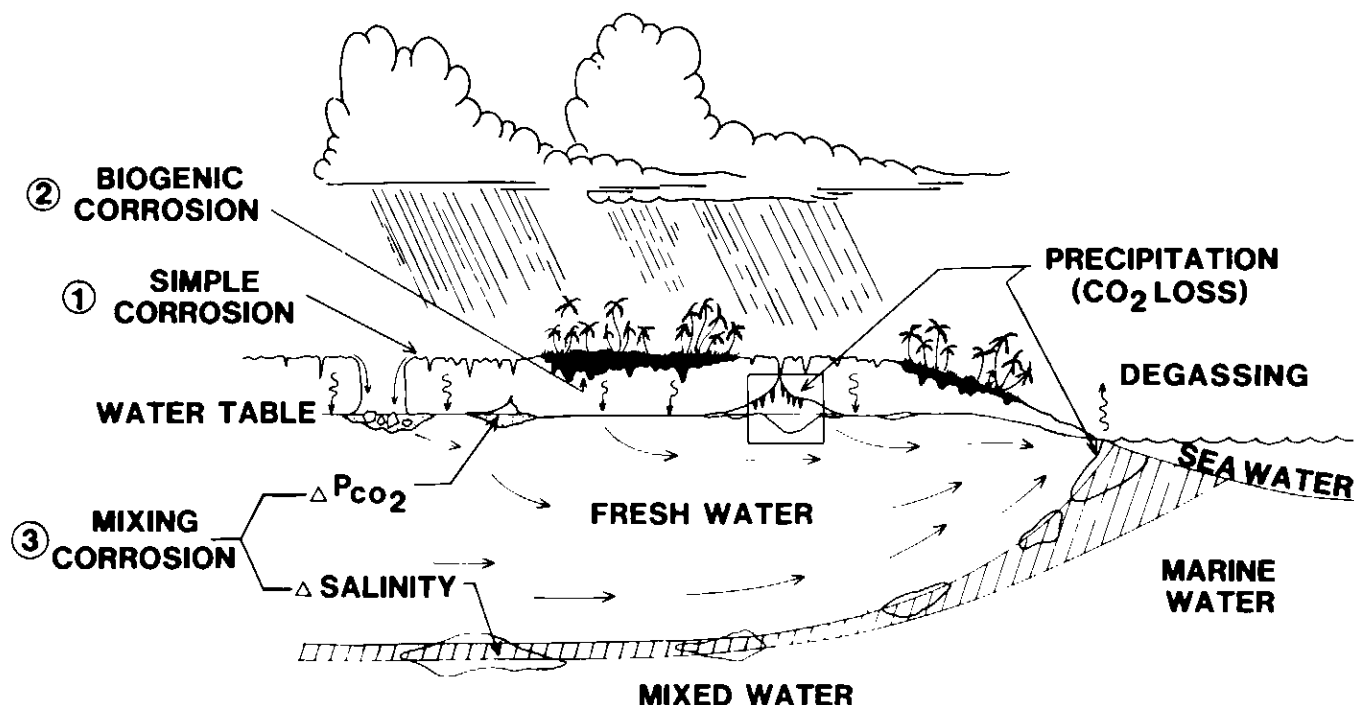 ② BIOGENIC
CORROSION
① SIMPLE
CORROSION
PRECIPITATION
(CO₂ LOSS)
DEGASSING
WATER TABLE
SEA WATER
△ PCO₂
FRESH WATER
③ MIXING
CORROSION
△ SALINITY
MARINE
WATER
MIXED WATER